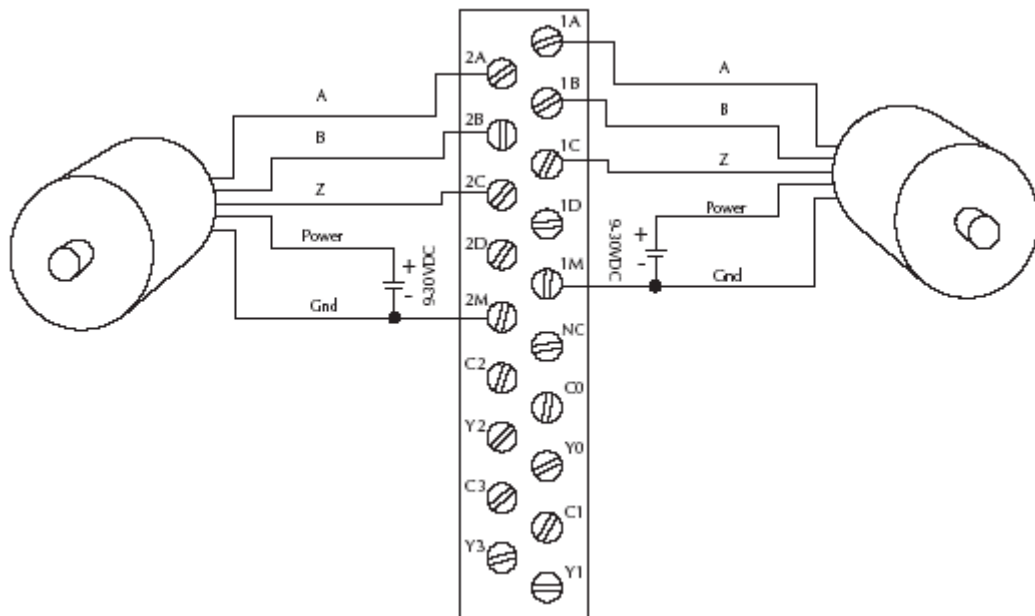 1A
2A
A
1B
A
B
2B
B
1C
Z
2C
Z
1D
Power
9-30VDC
+
-
Gnd
Power
2D
+
-
9-30VDC
1M
Gnd
2M
NC
C2
C0
Y2
Y0
C3
C1
Y3
Y1